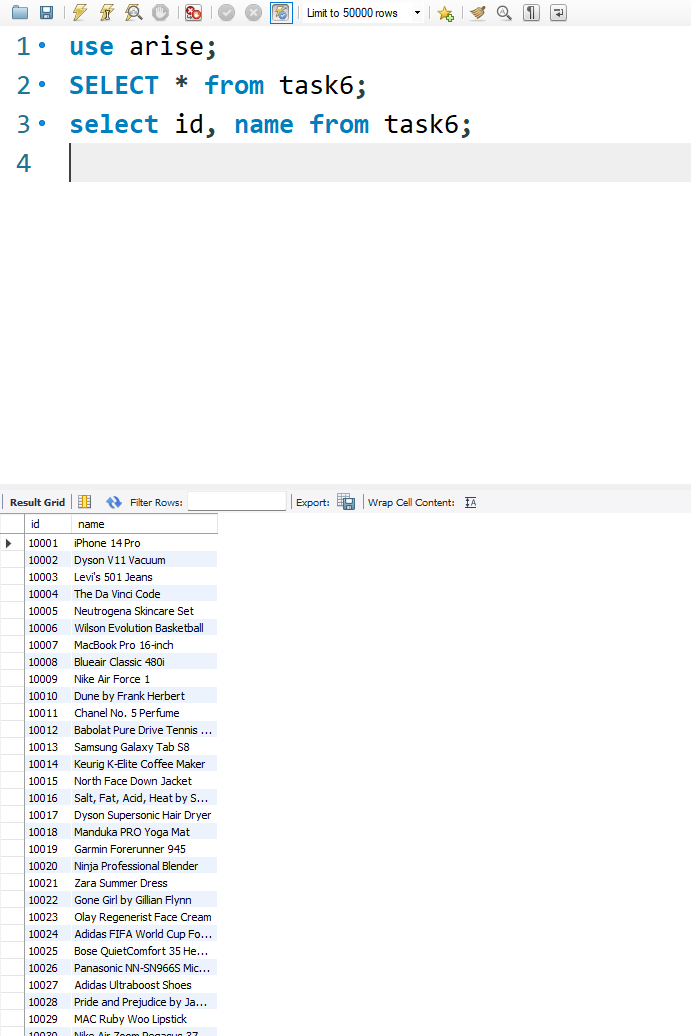 Limit to 50000 rows
1 use arise;
2 SELECT * from task6;
3 select id, name from task6;
4
Result Grid Filter Rows: Export: Wrap Cell Content:
id name
10001 iPhone 14 Pro
10002 Dyson V11 Vacuum
10003 Levi's 501 Jeans
10004 The Da Vinci Code
10005 Neutrogena Skincare Set
10006 Wilson Evolution Basketball
10007 MacBook Pro 16-inch
10008 Blueair Classic 480i
10009 Nike Air Force 1
10010 Dune by Frank Herbert
10011 Chanel No. 5 Perfume
10012 Babolat Pure Drive Tennis ...
10013 Samsung Galaxy Tab S8
10014 Keurig K-Elite Coffee Maker
10015 North Face Down Jacket
10016 Salt, Fat, Acid, Heat by S...
10017 Dyson Supersonic Hair Dryer
10018 Manduka PRO Yoga Mat
10019 Garmin Forerunner 945
10020 Ninja Professional Blender
10021 Zara Summer Dress
10022 Gone Girl by Gillian Flynn
10023 Olay Regenerist Face Cream
10024 Adidas FIFA World Cup Fo...
10025 Bose QuietComfort 35 He...
10026 Panasonic NN-SN966S Mic...
10027 Adidas Ultraboost Shoes
10028 Pride and Prejudice by Ja...
10029 MAC Ruby Woo Lipstick
10030 Nike Air Zoom Pegasus 37